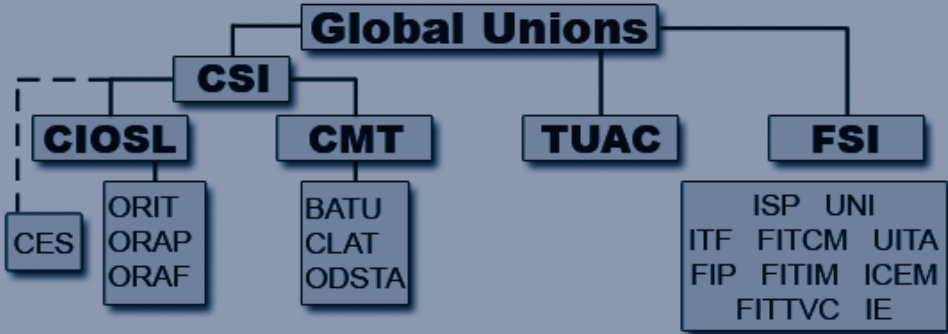 Global Unions
CSI
CIOSL
CMT
TUAC
FSI
CES
ORIT
ORAP
ORAF
BATU
CLAT
ODSTA
ISP UNI
ITF FITCM UITA
FIP FITIM ICEM
FITTVC IE